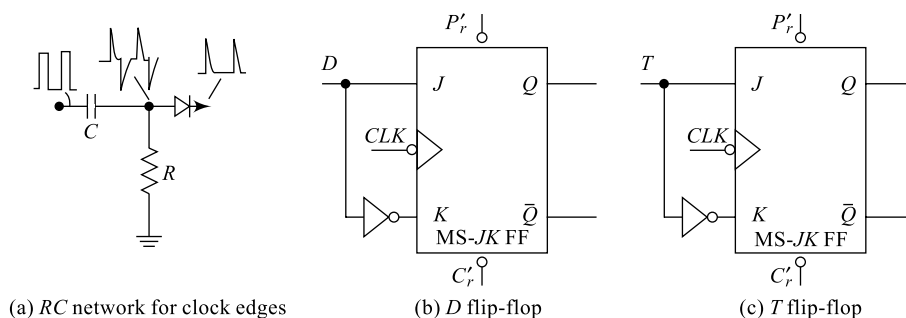 C
R
(a) RC network for clock edges
P'r
D
J
Q
CLK
K
Q̄
MS-JK FF
C'r
(b) D flip-flop
P'r
T
J
Q
CLK
K
Q̄
MS-JK FF
C'r
(c) T flip-flop